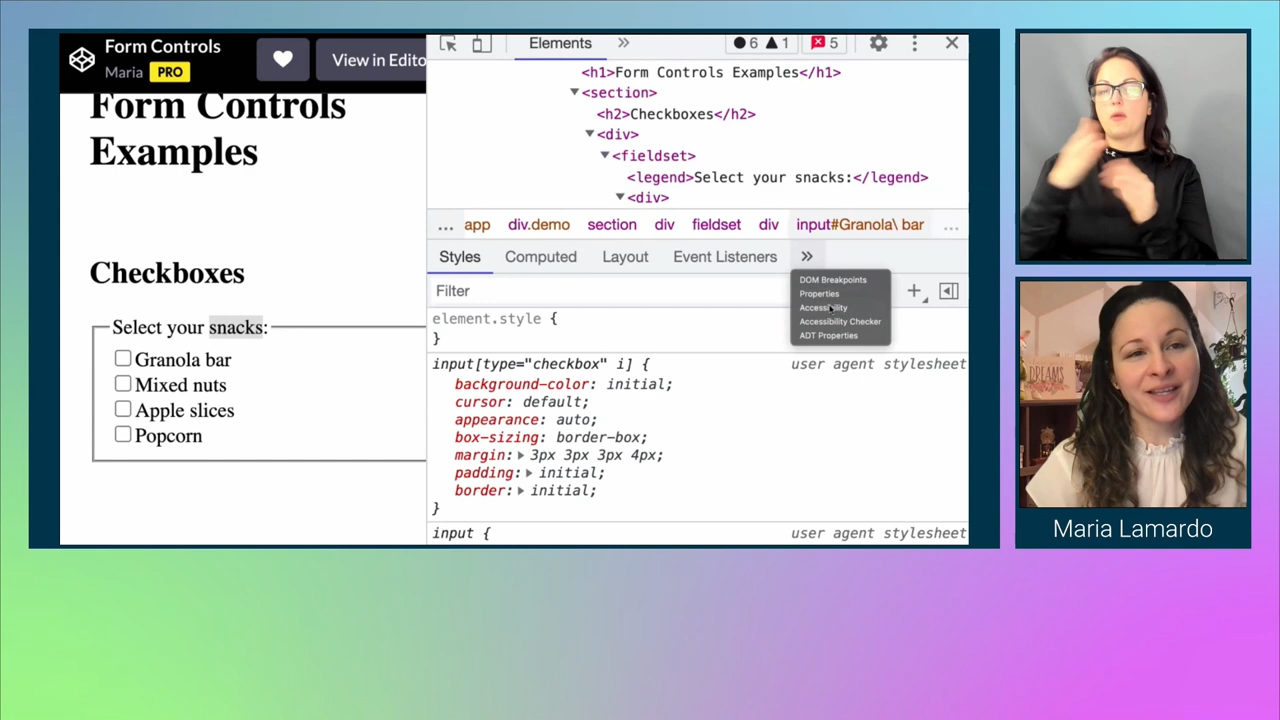 Form Controls
Maria PRO
View in Edito
Form Controls
Examples
Checkboxes
Select your snacks:
Granola bar
Mixed nuts
Apple slices
Popcorn
Elements » 6 1 5
<h1>Form Controls Examples</h1>
<section>
<h2>Checkboxes</h2>
<div>
<fieldset>
<legend>Select your snacks:</legend>
<div>
… app div.demo section div fieldset div input#Granola\ bar …
Styles Computed Layout Event Listeners »
DOM Breakpoints
Properties
Accessibility
Accessibility Checker
ADT Properties
Filter
element.style {
}
input[type="checkbox" i] { user agent stylesheet
background-color: initial;
cursor: default;
appearance: auto;
box-sizing: border-box;
margin: 3px 3px 3px 4px;
padding: initial;
border: initial;
}
input { user agent stylesheet
DREAMS
Maria Lamardo